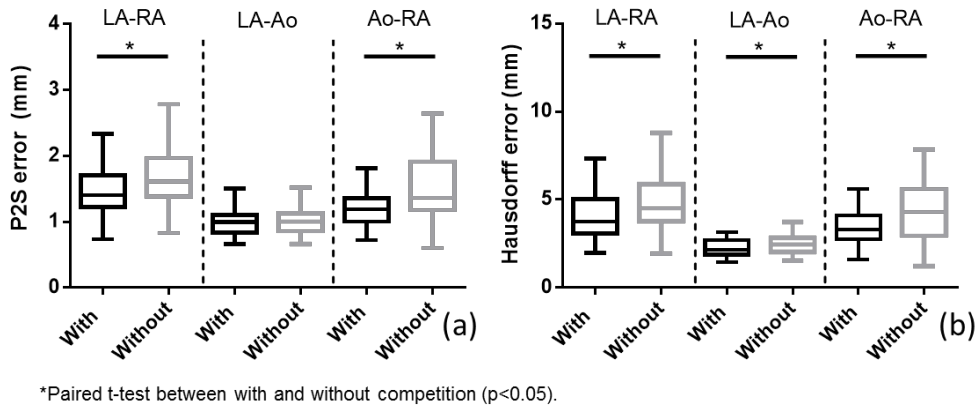 LA-RA LA-Ao Ao-RA
*
*
P2S error (mm)
4
3
2
1
0
With Without With Without With Without
(a)
LA-RA LA-Ao Ao-RA
* * *
Hausdorff error (mm)
15
10
5
0
With Without With Without With Without
(b)
*Paired t-test between with and without competition (p<0.05).